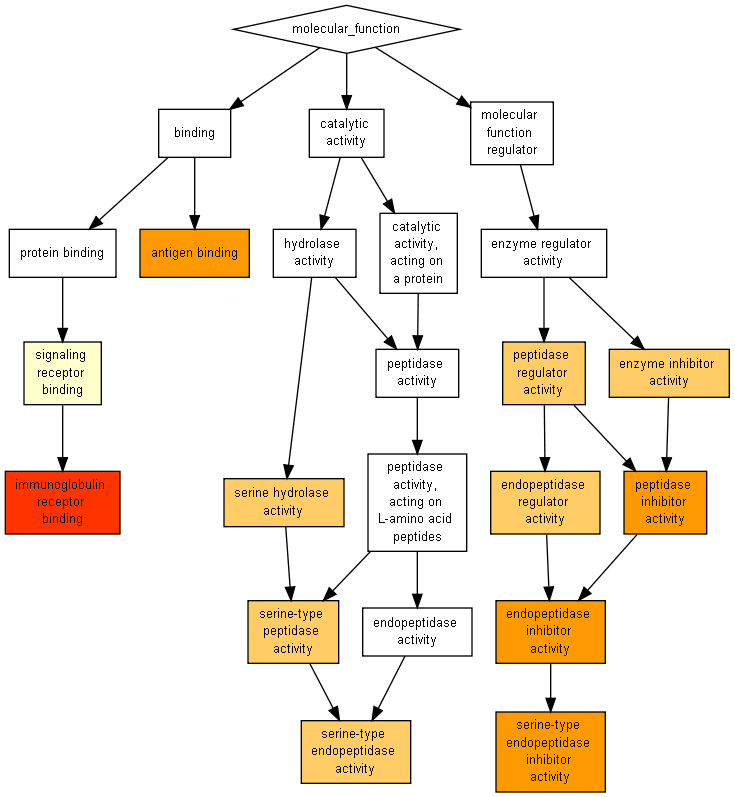 molecular_function
binding
catalytic
activity
molecular
function
regulator
protein binding
antigen binding
hydrolase
activity
catalytic
activity,
acting on
a protein
enzyme regulator
activity
signaling
receptor
binding
peptidase
activity
peptidase
regulator
activity
enzyme inhibitor
activity
immunoglobulin
receptor
binding
serine hydrolase
activity
peptidase
activity,
acting on
L-amino acid
peptides
endopeptidase
regulator
activity
peptidase
inhibitor
activity
serine-type
peptidase
activity
endopeptidase
activity
endopeptidase
inhibitor
activity
serine-type
endopeptidase
activity
serine-type
endopeptidase
inhibitor
activity